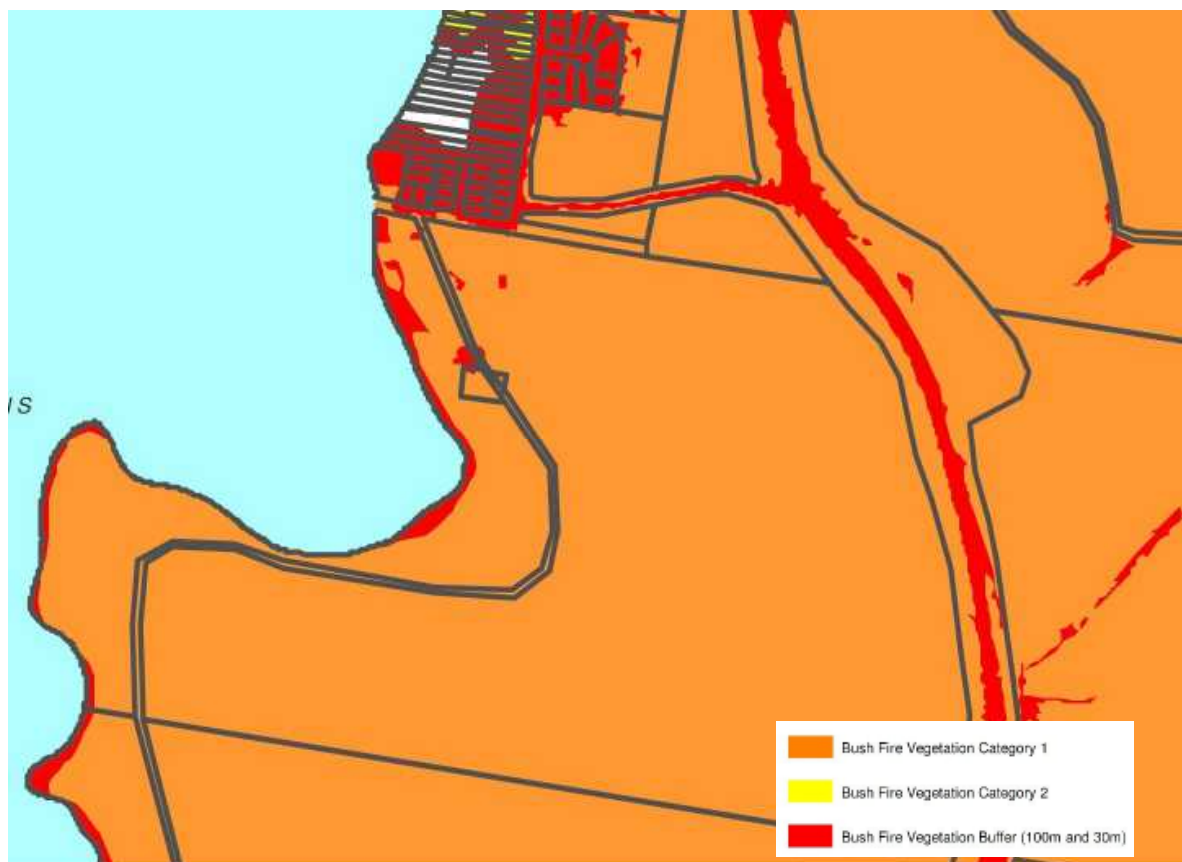 S
Bush Fire Vegetation Category 1
Bush Fire Vegetation Category 2
Bush Fire Vegetation Buffer (100m and 30m)